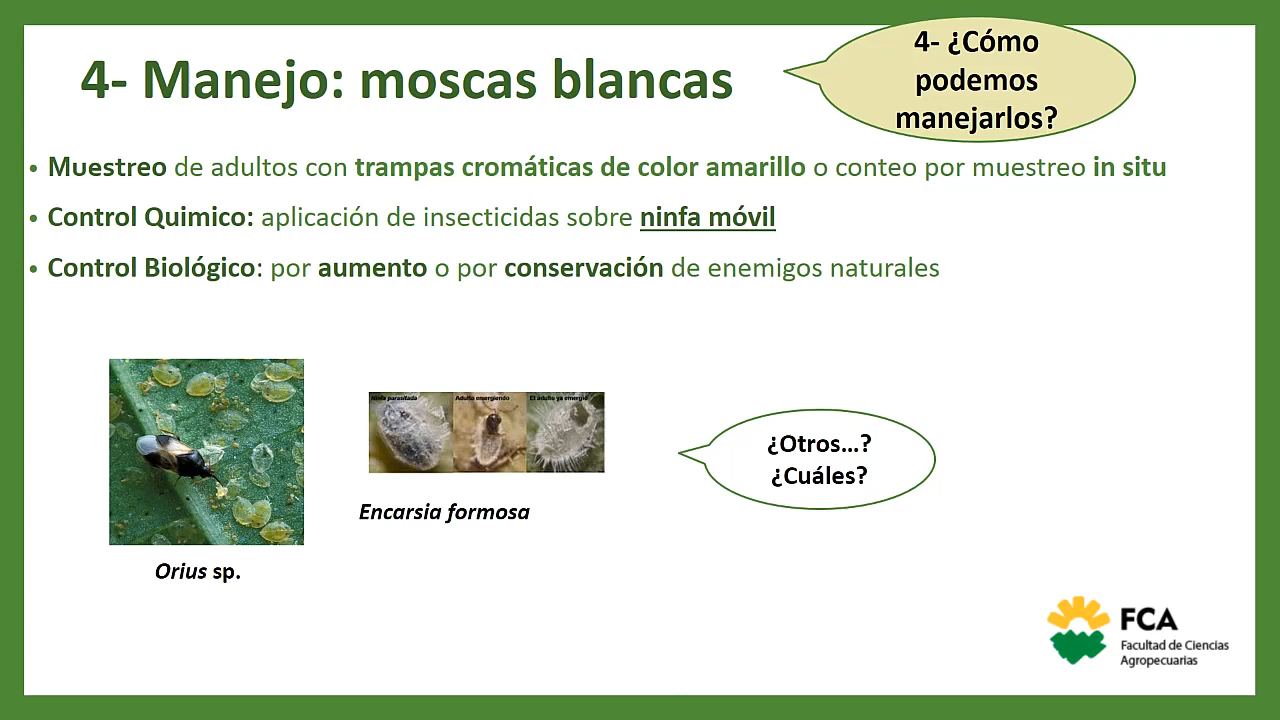 4- Manejo: moscas blancas
4- ¿Cómo
podemos
manejarlos?
• Muestreo de adultos con trampas cromáticas de color amarillo o conteo por muestreo in situ
• Control Quimico: aplicación de insecticidas sobre ninfa móvil
• Control Biológico: por aumento o por conservación de enemigos naturales
Ninfa parasitada
Adulto emergiendo
El adulto ya emergió
¿Otros...?
¿Cuáles?
Encarsia formosa
Orius sp.
FCA
Facultad de Ciencias
Agropecuarias